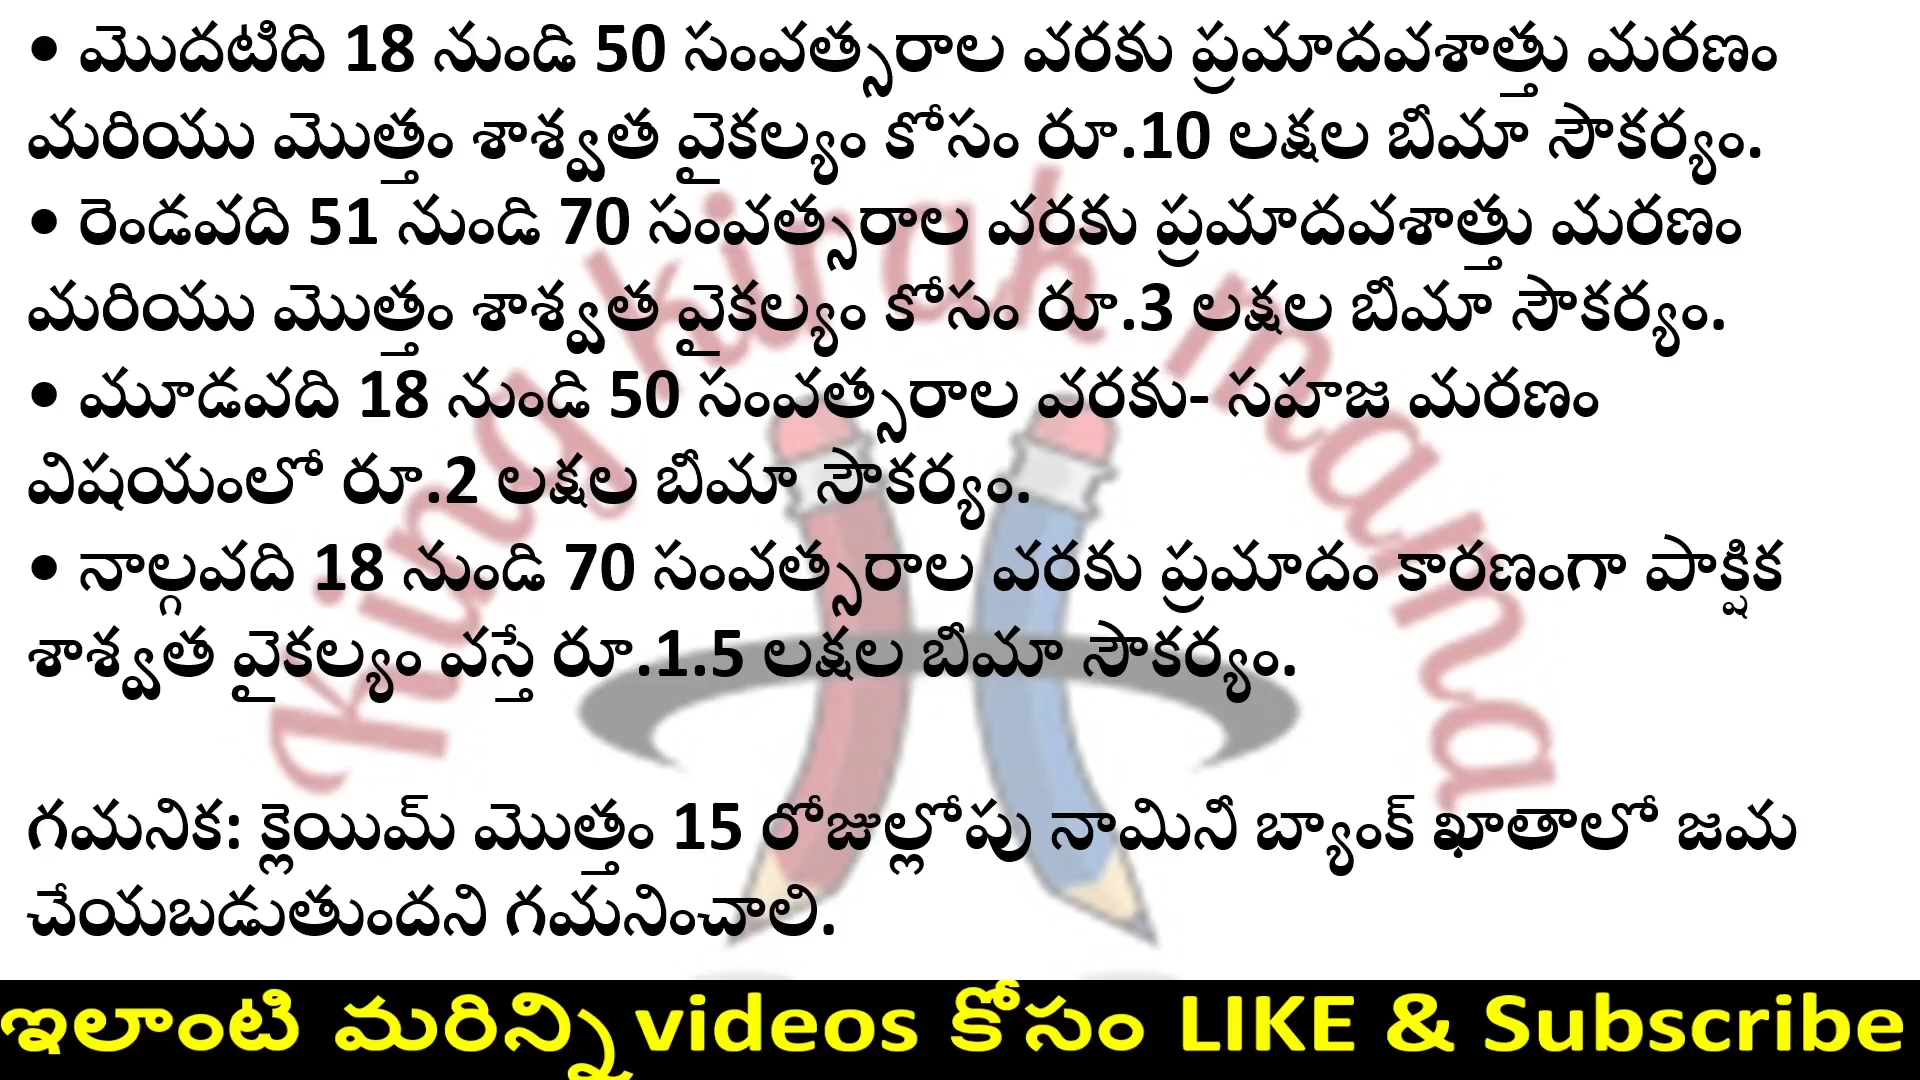 • మొదటిది 18 నుండి 50 సంవత్సరాల వరకు ప్రమాదవశాత్తు మరణం
మరియు మొత్తం శాశ్వత వైకల్యం కోసం రూ.10 లక్షల బీమా సౌకర్యం.
• రెండవది 51 నుండి 70 సంవత్సరాల వరకు ప్రమాదవశాత్తు మరణం
మరియు మొత్తం శాశ్వత వైకల్యం కోసం రూ.3 లక్షల బీమా సౌకర్యం.
• మూడవది 18 నుండి 50 సంవత్సరాల వరకు- సహజ మరణం
విషయంలో రూ.2 లక్షల బీమా సౌకర్యం.
• నాల్గవది 18 నుండి 70 సంవత్సరాల వరకు ప్రమాదం కారణంగా పాక్షిక
శాశ్వత వైకల్యం వస్తే రూ.1.5 లక్షల బీమా సౌకర్యం.
గమనిక: క్లెయిమ్ మొత్తం 15 రోజుల్లోపు నామినీ బ్యాంక్ ఖాతాలో జమ
చేయబడుతుందని గమనించాలి.
King kirak mama
ఇలాంటి మరిన్ని videos కోసం LIKE & Subscribe